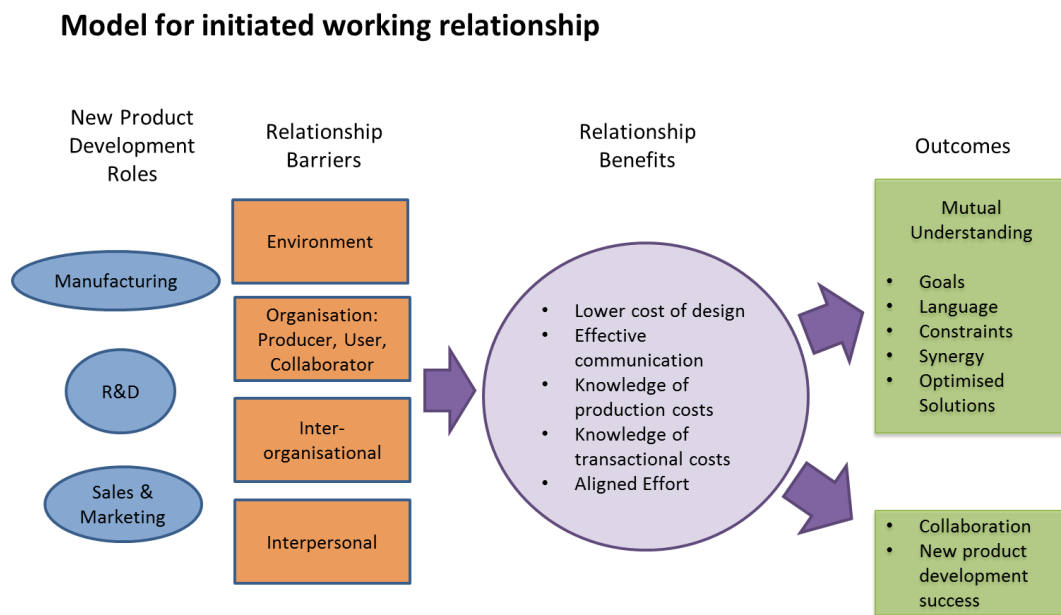 Model for initiated working relationship
New Product
Development
Roles
Relationship
Barriers
Relationship
Benefits
Outcomes
Manufacturing
R&D
Sales &
Marketing
Environment
Organisation:
Producer, User,
Collaborator
Inter-
organisational
Interpersonal
• Lower cost of design
• Effective
communication
• Knowledge of
production costs
• Knowledge of
transactional costs
• Aligned Effort
Mutual
Understanding
• Goals
• Language
• Constraints
• Synergy
• Optimised
Solutions
• Collaboration
• New product
development
success